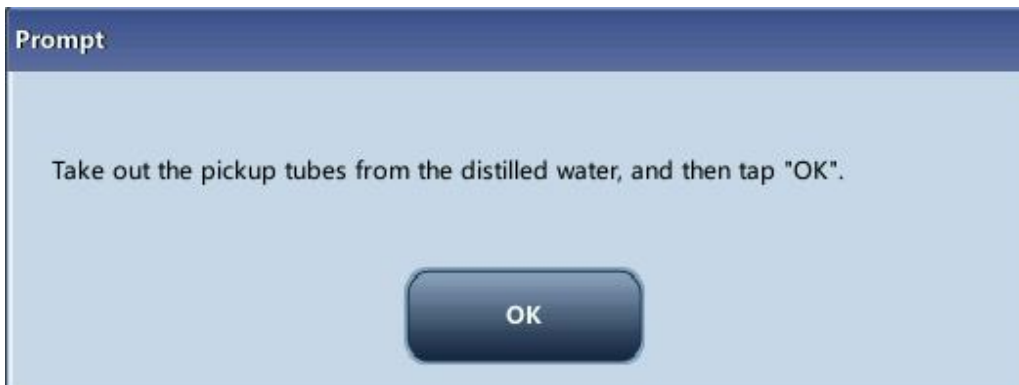 Prompt
Take out the pickup tubes from the distilled water, and then tap "OK".
OK